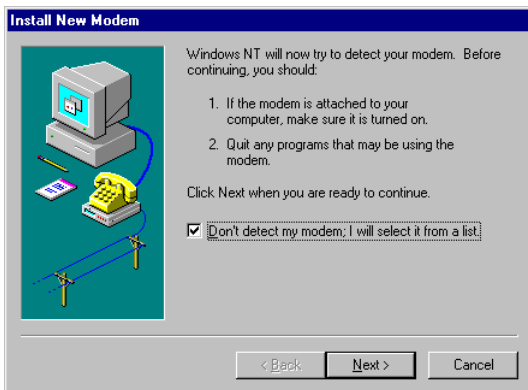 Install New Modem
Windows NT will now try to detect your modem. Before
continuing, you should:
1. If the modem is attached to your
computer, make sure it is turned on.
2. Quit any programs that may be using the
modem.
Click Next when you are ready to continue.
Don't detect my modem; I will select it from a list.
< Back
Next >
Cancel